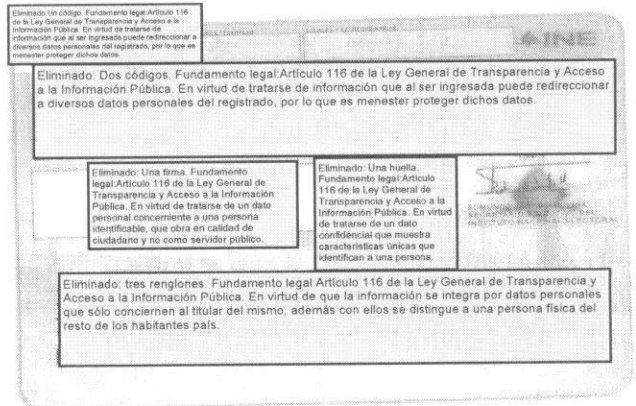 Eliminado:Un código. Fundamento legal:Artículo 116
de la Ley General de Transparencia y Acceso a la
Información Pública. En virtud de tratarse de
información que al ser ingresada puede redireccionar a
diversos datos personales del registrado, por lo que es
menester proteger dichos datos.
INE
Eliminado: Dos códigos. Fundamento legal:Artículo 116 de la Ley General de Transparencia y Acceso
a la Información Pública. En virtud de tratarse de información que al ser ingresada puede redireccionar
a diversos datos personales del registrado, por lo que es menester proteger dichos datos.
Eliminado: Una firma. Fundamento
legal:Artículo 116 de la Ley General de
Transparencia y Acceso a la Información
Pública. En virtud de tratarse de un dato
personal concerniente a una persona
identificable, que obra en calidad de
ciudadano y no como servidor público.
Eliminado: Una huella.
Fundamento legal:Artículo
116 de la Ley General de
Transparencia y Acceso a la
Información Pública. En virtud
de tratarse de un dato
confidencial que muestra
características únicas que
identifican a una persona.
EDMUNDO
SECRETARIO DEL
INSTITUTO NACIONAL ELECTORAL
Eliminado: tres renglones. Fundamento legal:Artículo 116 de la Ley General de Transparencia y
Acceso a la Información Pública. En virtud de que la información se integra por datos personales
que sólo conciernen al titular del mismo, además con ellos se distingue a una persona física del
resto de los habitantes país.